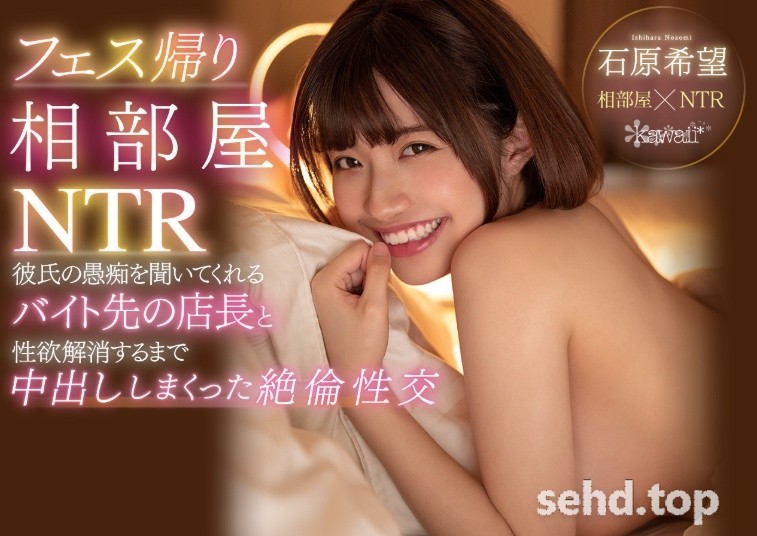 フェス帰り
相部屋
NTR
彼氏の愚痴を聞いてくれる
バイト先の店長と
性欲解消するまで
中出ししまくった絶倫性交
Ishihara Nozomi
石原希望
相部屋×NTR
kawaii*
sehd.top